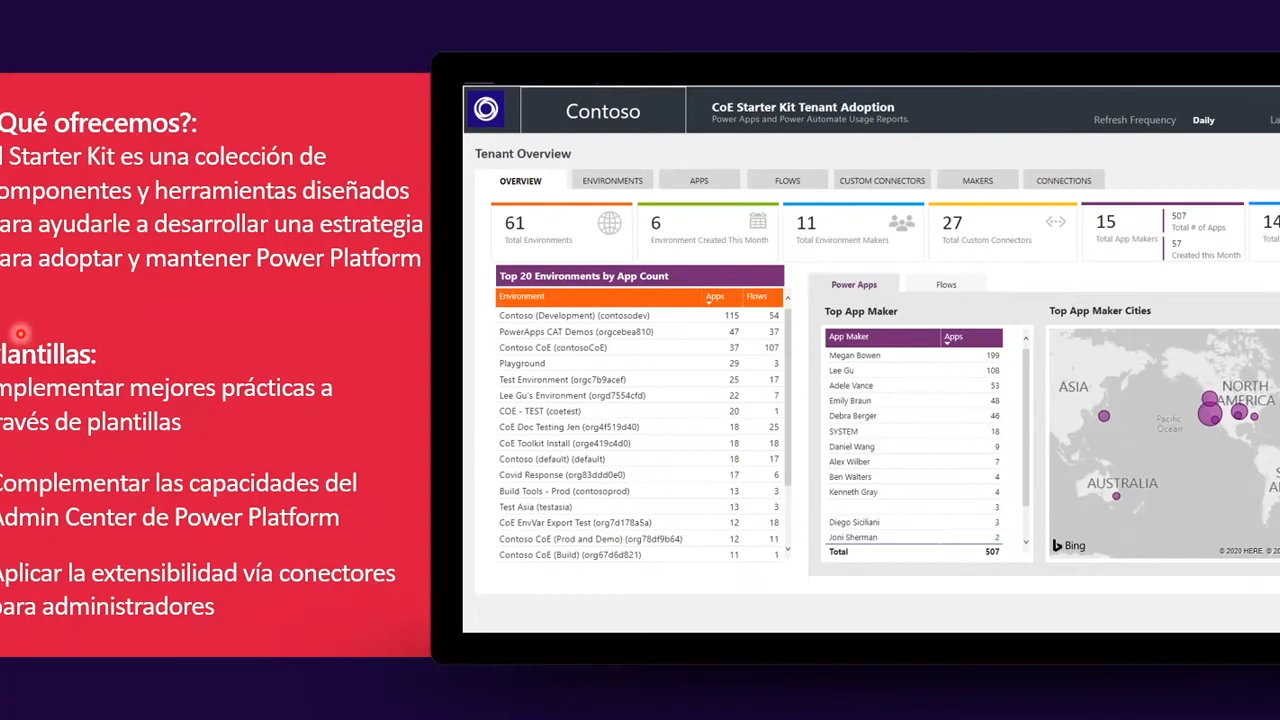 Qué ofrecemos?:
l Starter Kit es una colección de
omponentes y herramientas diseñados
ara ayudarle a desarrollar una estrategia
ara adoptar y mantener Power Platform
lantillas:
mplementar mejores prácticas a
ravés de plantillas
Complementar las capacidades del
Admin Center de Power Platform
Aplicar la extensibilidad vía conectores
para administradores
Contoso
CoE Starter Kit Tenant Adoption
Power Apps and Power Automate Usage Reports.
Refresh Frequency Daily La
Tenant Overview
OVERVIEW ENVIRONMENTS APPS FLOWS CUSTOM CONNECTORS MAKERS CONNECTIONS
61
Total Environments
6
Environment Created This Month
11
Total Environment Makers
27
Total Custom Connectors
15
Total App Makers
507
Total # of Apps
57
Created this Month
14
Tota
Top 20 Environments by App Count
Environment Apps Flows
Contoso (Development) (contosodev) 115 54
PowerApps CAT Demos (orgcebea810) 47 37
Contoso CoE (contosoCoE) 37 107
Playground 29 3
Test Environment (orgc7b9acef) 25 17
Lee Gu's Environment (orgd7554cfd) 22 7
COE - TEST (coetest) 20 1
CoE Doc Testing Jen (org4f519d40) 18 25
CoE Toolkit Install (orge419c4d0) 18 18
Contoso (default) (default) 18 17
Covid Response (org83ddd0e0) 17 6
Build Tools - Prod (contosoprod) 13 3
Test Asia (testasia) 13 3
CoE EnvVar Export Test (org7d178a5a) 12 18
Contoso CoE (Prod and Demo) (org78df9b64) 12 11
Contoso CoE (Build) (org67d6d821) 11 1
Power Apps Flows
Top App Maker
App Maker Apps
Megan Bowen 199
Lee Gu 108
Adele Vance 53
Emily Braun 48
Debra Berger 46
SYSTEM 18
Daniel Wang 9
Alex Wilber 7
Ben Walters 4
Kenneth Gray 4
3
Diego Siciliani 3
Joni Sherman 2
Total 507
Top App Maker Cities
ASIA
NORTH
AMERICA
Pacific
Ocean
AUSTRALIA
S
A
Bing
© 2020 HERE, © 20